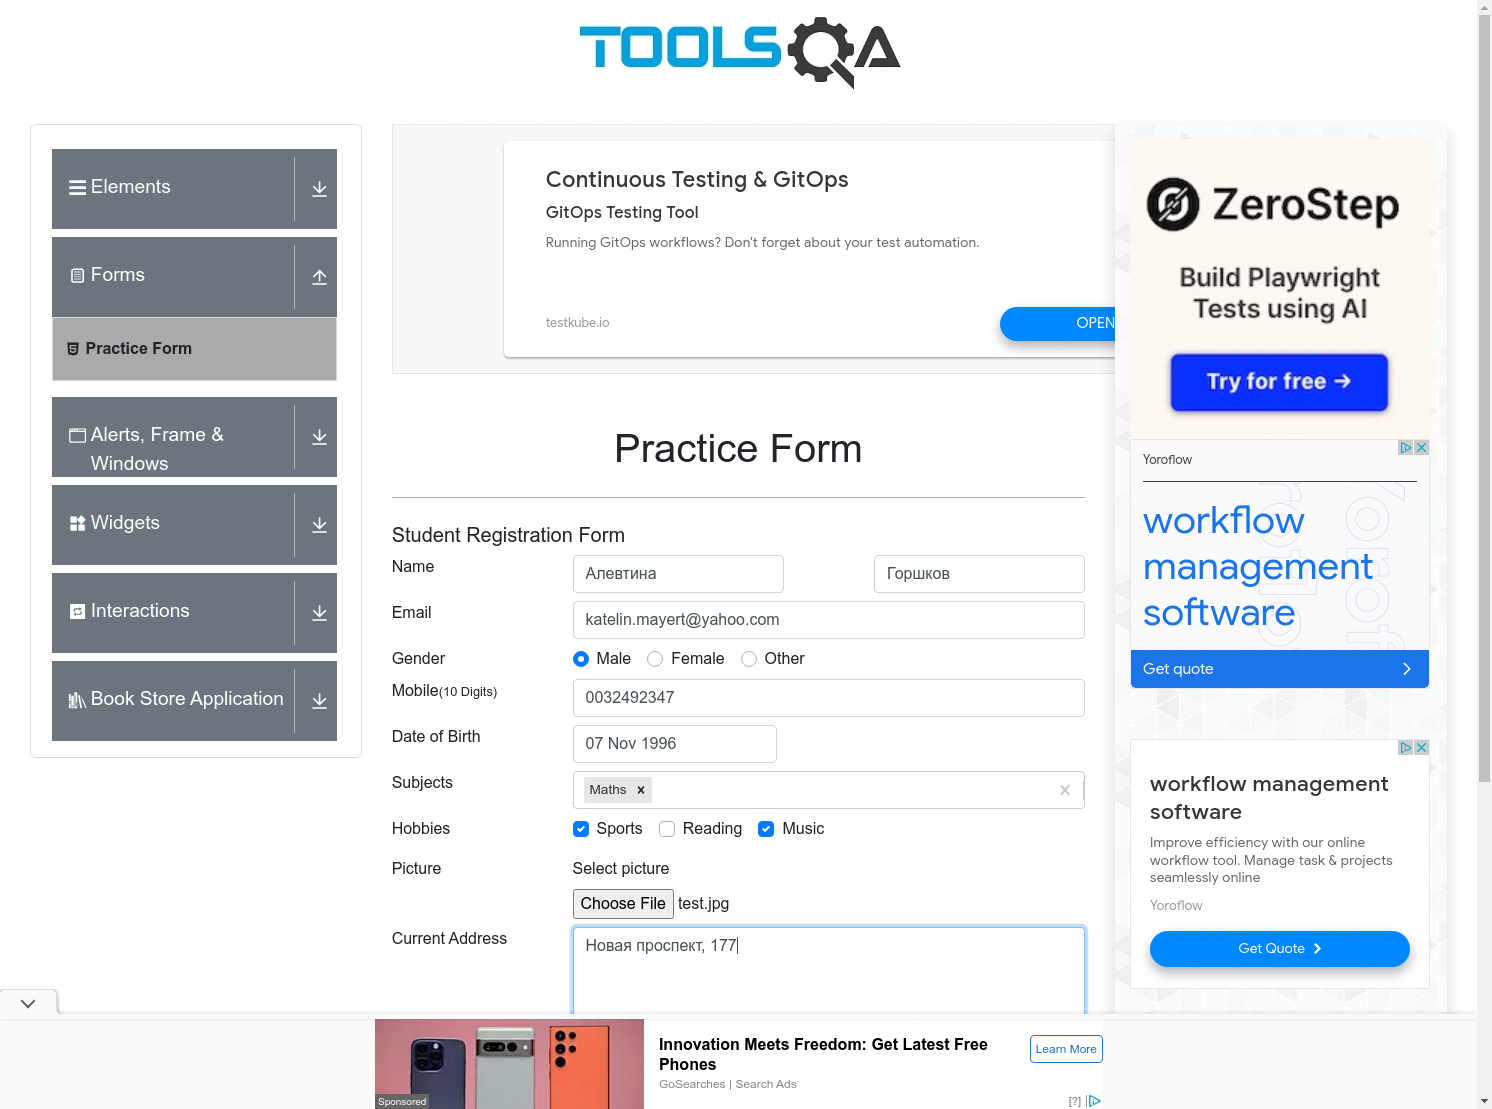 TOOLSQA
Elements
Forms
Practice Form
Alerts, Frame &
Windows
Widgets
Interactions
Book Store Application
Continuous Testing & GitOps
GitOps Testing Tool
Running GitOps workflows? Don't forget about your test automation.
testkube.io
OPEN
Practice Form
Student Registration Form
Name
Алевтина
Горшков
Email
katelin.mayert@yahoo.com
Gender
Male
Female
Other
Mobile(10 Digits)
0032492347
Date of Birth
07 Nov 1996
Subjects
Maths
Hobbies
Sports
Reading
Music
Picture
Select picture
Choose File test.jpg
Current Address
Новая проспект, 177
ZeroStep
Build Playwright
Tests using AI
Try for free →
Yoroflow
workflow
management
software
Get quote
workflow management
software
Improve efficiency with our online
workflow tool. Manage task & projects
seamlessly online
Yoroflow
Get Quote
Sponsored
Innovation Meets Freedom: Get Latest Free
Phones
GoSearches | Search Ads
Learn More
[?]